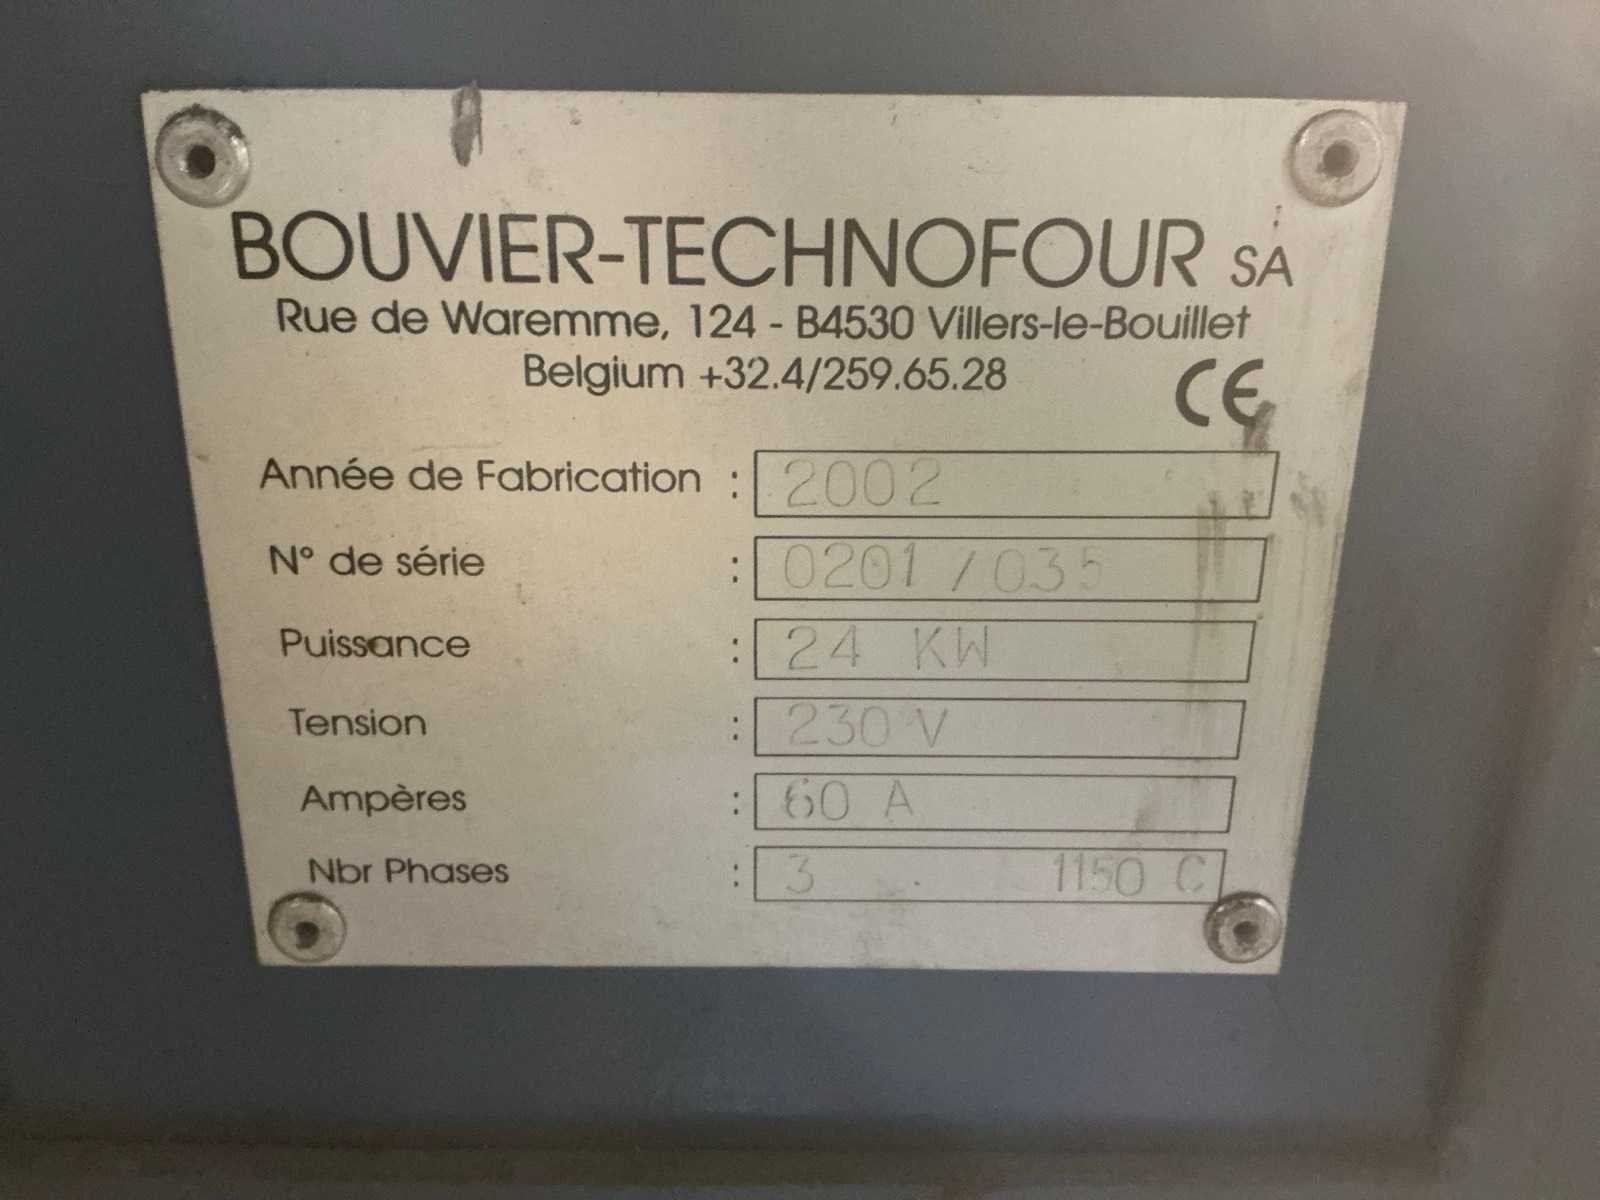 BOUVIER-TECHNOFOUR SA
Rue de Waremme, 124 - B4530 Villers-le-Bouillet
Belgium +32.4/259.65.28
CE
Année de Fabrication : 2002
N° de série : 0201 / 035
Puissance : 24 KW
Tension : 230 V
Ampères : 60 A
Nbr Phases : 3 1150 C